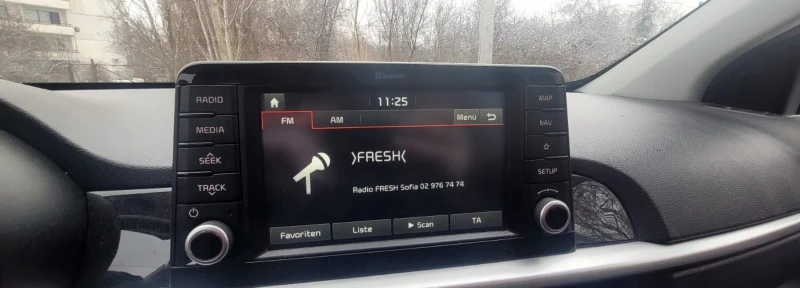 Bluetooth
RADIO
MEDIA
SEEK
TRACK
11:25
FM
AM
Menü
)FRESH(
Radio FRESH Sofia 02 976 74 74
Favoriten
Liste
Scan
TA
MAP
NAV
SETUP